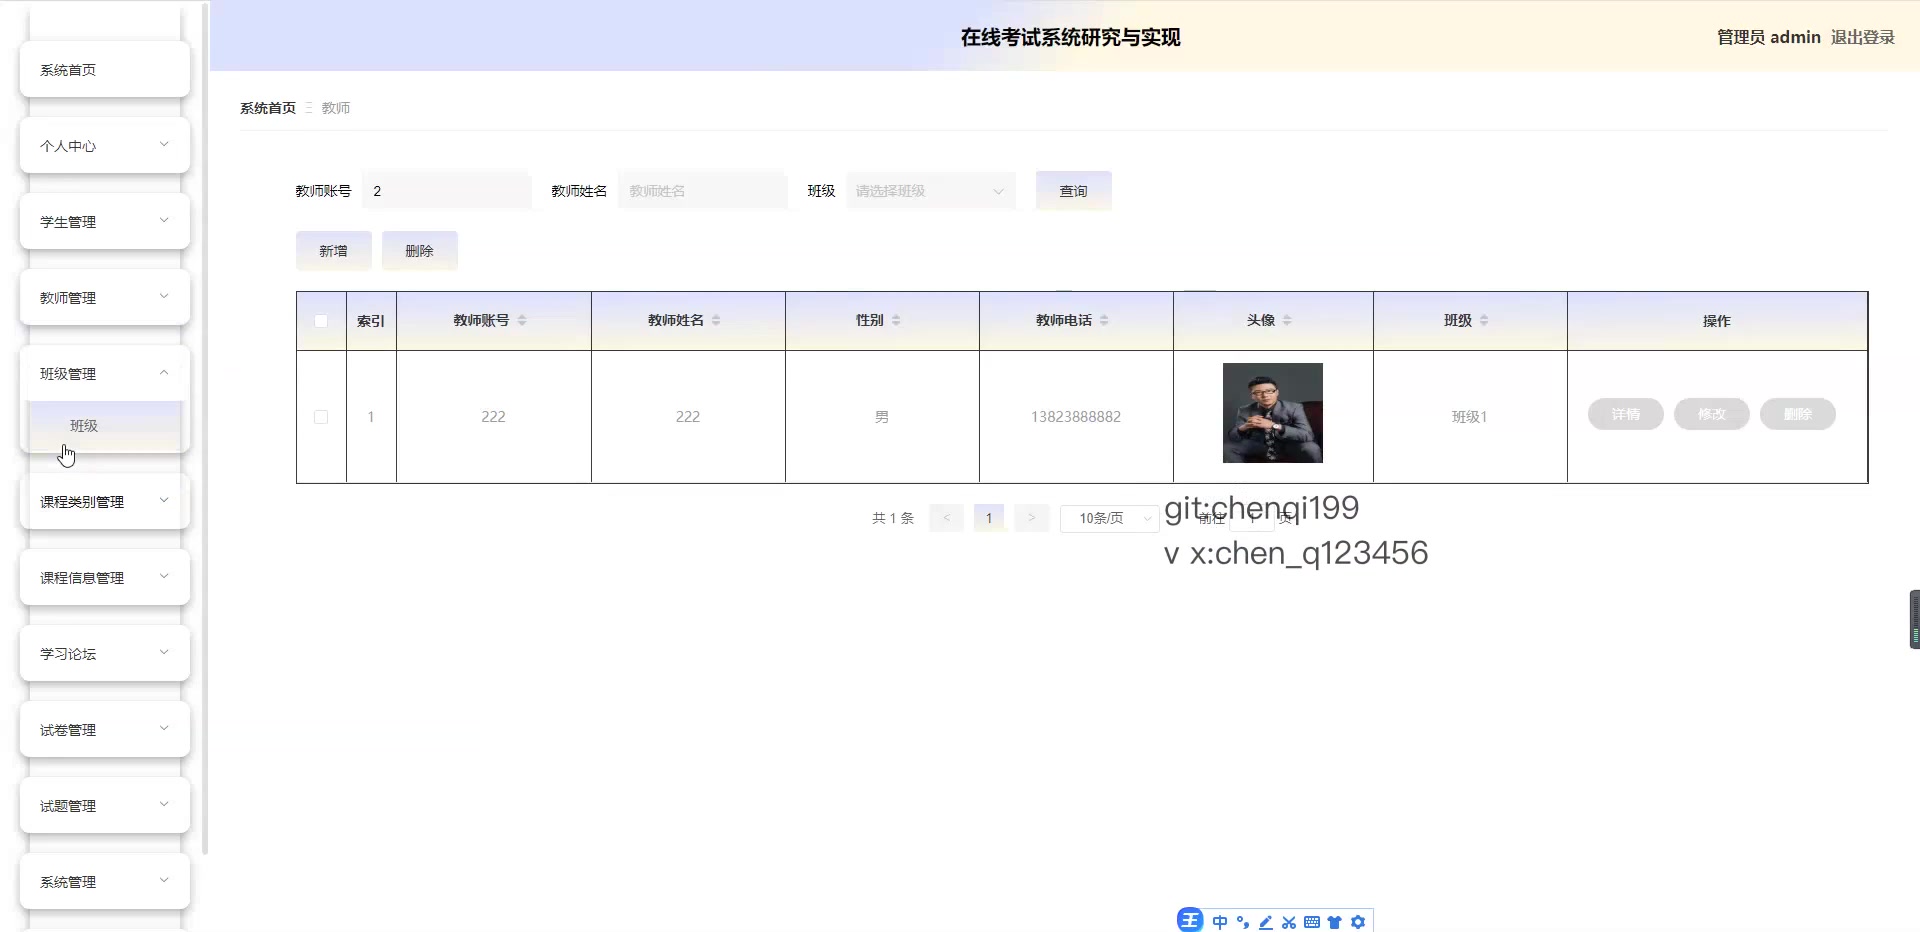 在线考试系统研究与实现
管理员 admin 退出登录
系统首页
个人中心
学生管理
教师管理
班级管理
班级
课程类别管理
课程信息管理
学习论坛
试卷管理
试题管理
系统管理
系统首页 教师
教师账号 2 教师姓名 教师姓名 班级 请选择班级 查询
新增 删除
索引 教师账号 教师姓名 性别 教师电话 头像 班级 操作
1 222 222 男 13823888882 班级1 详情 修改 删除
共 1 条 < 1 > 10条/页 前往 1 页
git:chenqi199
v x:chen_q123456
王 中